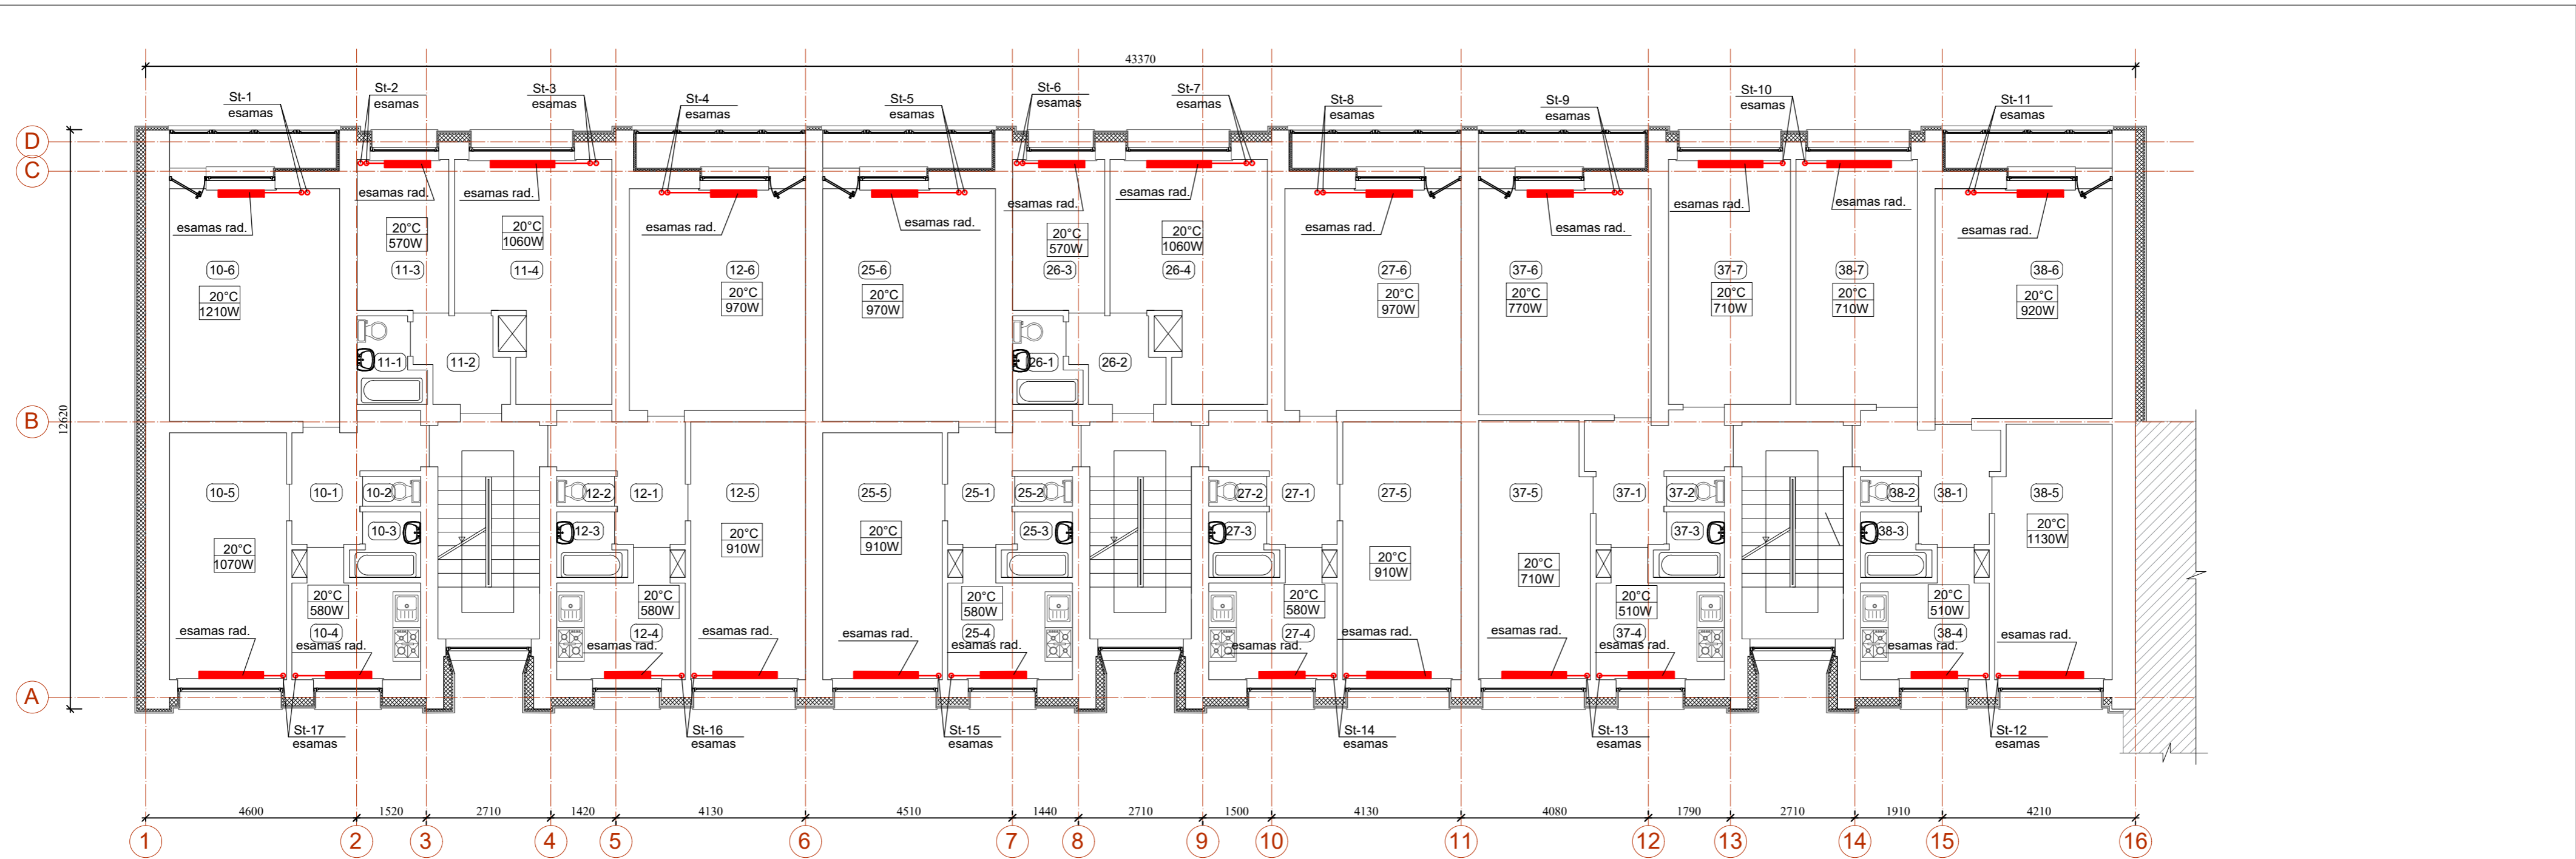 43370
St-1
esamas
St-2
esamas
St-3
esamas
St-4
esamas
St-5
esamas
St-6
esamas
St-7
esamas
St-8
esamas
St-9
esamas
St-10
esamas
St-11
esamas
D
C
B
A
12620
esamas rad.
esamas rad.
esamas rad.
esamas rad.
esamas rad.
esamas rad.
esamas rad.
esamas rad.
esamas rad.
esamas rad.
esamas rad.
esamas rad.
10-6
20°C
1210W
20°C
570W
11-3
20°C
1060W
11-4
12-6
20°C
970W
25-6
20°C
970W
20°C
570W
26-3
20°C
1060W
26-4
27-6
20°C
970W
37-6
20°C
770W
37-7
20°C
710W
38-7
20°C
710W
38-6
20°C
920W
11-1
11-2
26-1
26-2
10-5
10-1
10-2
12-2
12-1
12-5
25-5
25-1
25-2
27-2
27-1
27-5
37-5
37-1
37-2
38-2
38-1
38-5
10-3
12-3
25-3
27-3
37-3
38-3
20°C
1070W
20°C
580W
10-4
20°C
580W
12-4
20°C
910W
20°C
910W
20°C
580W
25-4
20°C
580W
27-4
20°C
910W
20°C
710W
20°C
510W
37-4
20°C
510W
38-4
20°C
1130W
esamas rad.
esamas rad.
esamas rad.
esamas rad.
esamas rad.
esamas rad.
esamas rad.
esamas rad.
esamas rad.
esamas rad.
esamas rad.
esamas rad.
St-17
esamas
St-16
esamas
St-15
esamas
St-14
esamas
St-13
esamas
St-12
esamas
4600
1520
2710
1420
4130
4510
1440
2710
1500
4130
4080
1790
2710
1910
4210
1
2
3
4
5
6
7
8
9
10
11
12
13
14
15
16